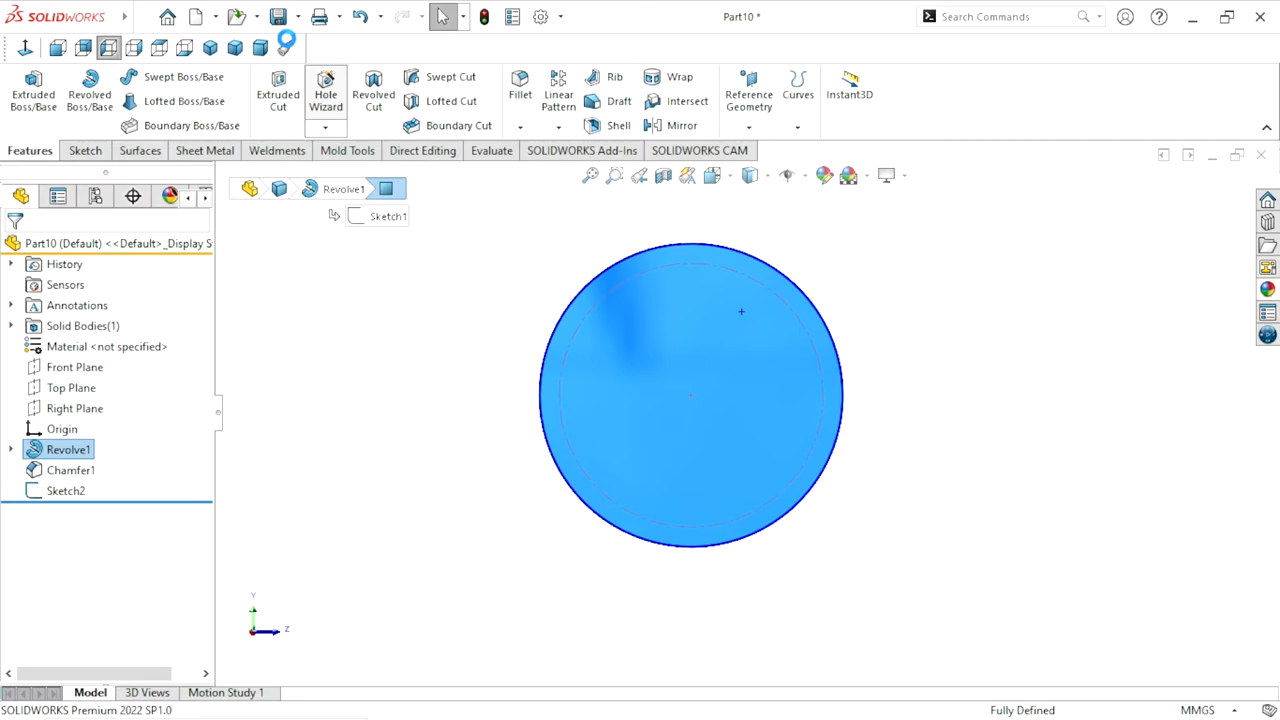 SOLIDWORKS
Part10 *
Search Commands
Extruded Boss/Base
Revolved Boss/Base
Swept Boss/Base
Lofted Boss/Base
Boundary Boss/Base
Extruded Cut
Hole Wizard
Revolved Cut
Swept Cut
Lofted Cut
Boundary Cut
Fillet
Linear Pattern
Rib
Draft
Shell
Wrap
Intersect
Mirror
Reference Geometry
Curves
Instant3D
Features Sketch Surfaces Sheet Metal Weldments Mold Tools Direct Editing Evaluate SOLIDWORKS Add-Ins SOLIDWORKS CAM
Revolve1
Sketch1
Part10 (Default) <<Default>_Display S
History
Sensors
Annotations
Solid Bodies(1)
Material <not specified>
Front Plane
Top Plane
Right Plane
Origin
Revolve1
Chamfer1
Sketch2
Y
Z
Model 3D Views Motion Study 1
SOLIDWORKS Premium 2022 SP1.0
Fully Defined
MMGS